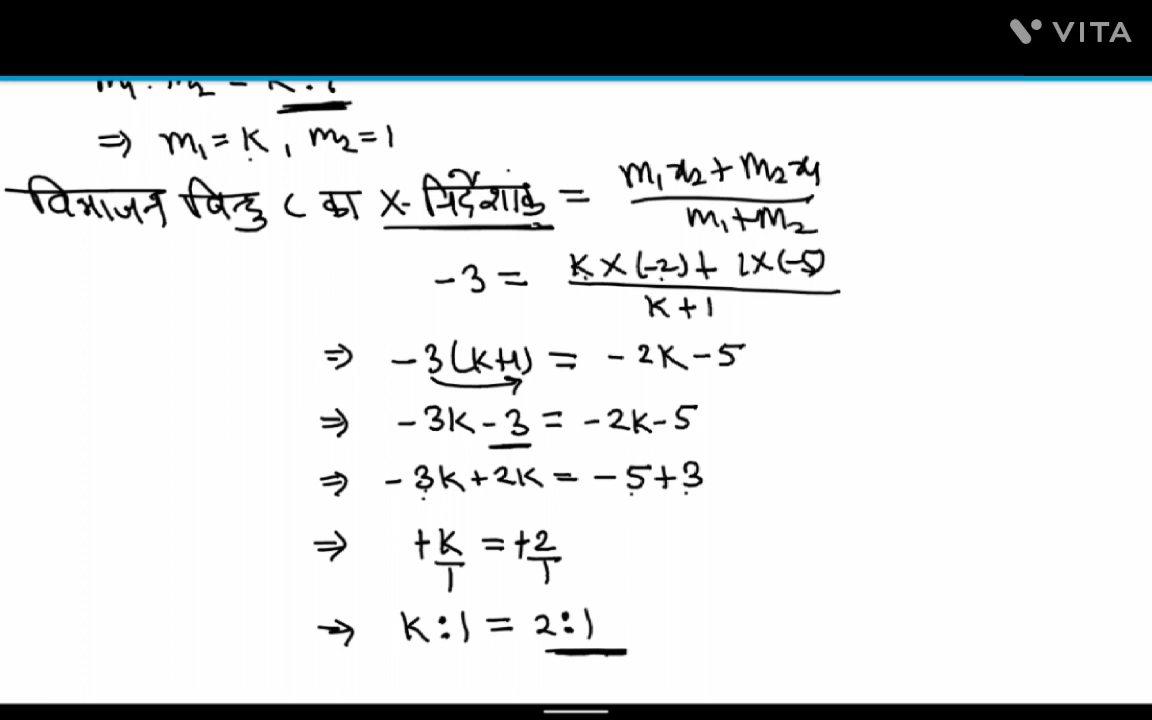 VITA
⇒ m₁ = K, m₂ = 1
विभाजन बिन्दु C का X-निर्देशांक = (m₁x₂ + m₂x₁)/(m₁+m₂)
-3 = (K×(-2) + 1×(-5))/(K+1)
⇒ -3(K+1) = -2K-5
⇒ -3K-3 = -2K-5
⇒ -3K+2K = -5+3
⇒ +K/1 = +2/1
⇒ K:1 = 2:1